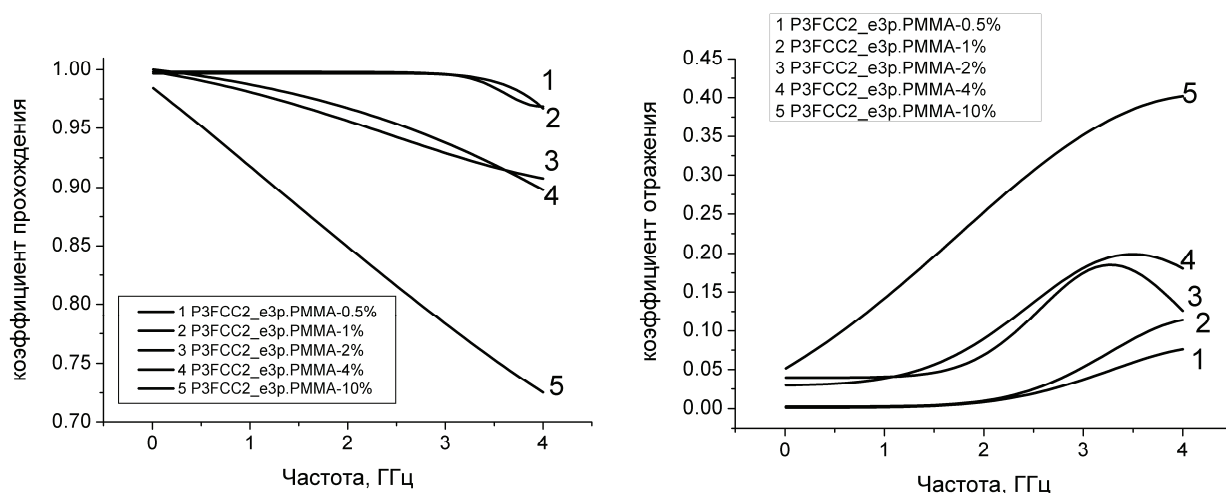 коэффициент прохождения
1.00
0.95
0.90
0.85
0.80
0.75
0.70
0
1
2
3
4
Частота, ГГц
1
2
3
4
5
1 P3FCC2_e3p.PMMA-0.5%
2 P3FCC2_e3p.PMMA-1%
3 P3FCC2_e3p.PMMA-2%
4 P3FCC2_e3p.PMMA-4%
5 P3FCC2_e3p.PMMA-10%
1 P3FCC2_e3p.PMMA-0.5%
2 P3FCC2_e3p.PMMA-1%
3 P3FCC2_e3p.PMMA-2%
4 P3FCC2_e3p.PMMA-4%
5 P3FCC2_e3p.PMMA-10%
коэффициент отражения
0.45
0.40
0.35
0.30
0.25
0.20
0.15
0.10
0.05
0.00
0
1
2
3
4
Частота, ГГц
5
4
3
2
1